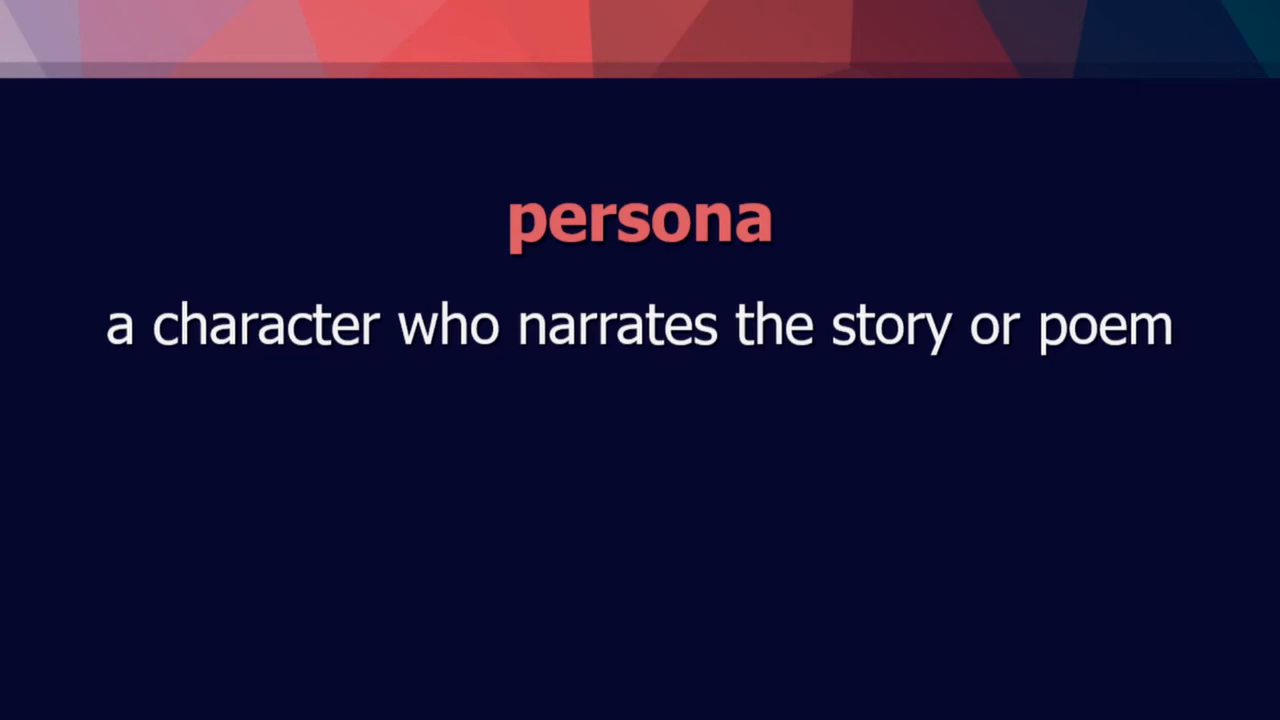 persona
a character who narrates the story or poem